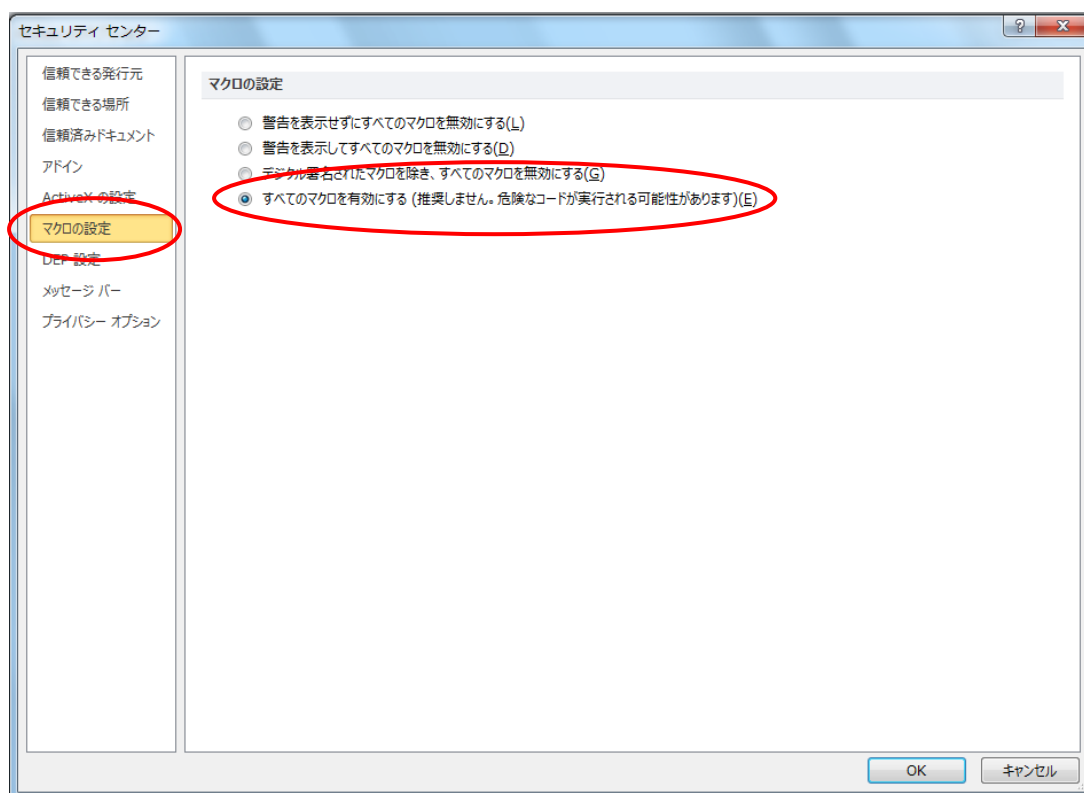 セキュリティ センター
信頼できる発行元
信頼できる場所
信頼済みドキュメント
アドイン
ActiveX の設定
マクロの設定
DEP 設定
メッセージ バー
プライバシー オプション
マクロの設定
警告を表示せずにすべてのマクロを無効にする(L)
警告を表示してすべてのマクロを無効にする(D)
デジタル署名されたマクロを除き、すべてのマクロを無効にする(G)
すべてのマクロを有効にする (推奨しません。危険なコードが実行される可能性があります)(E)
OK
キャンセル